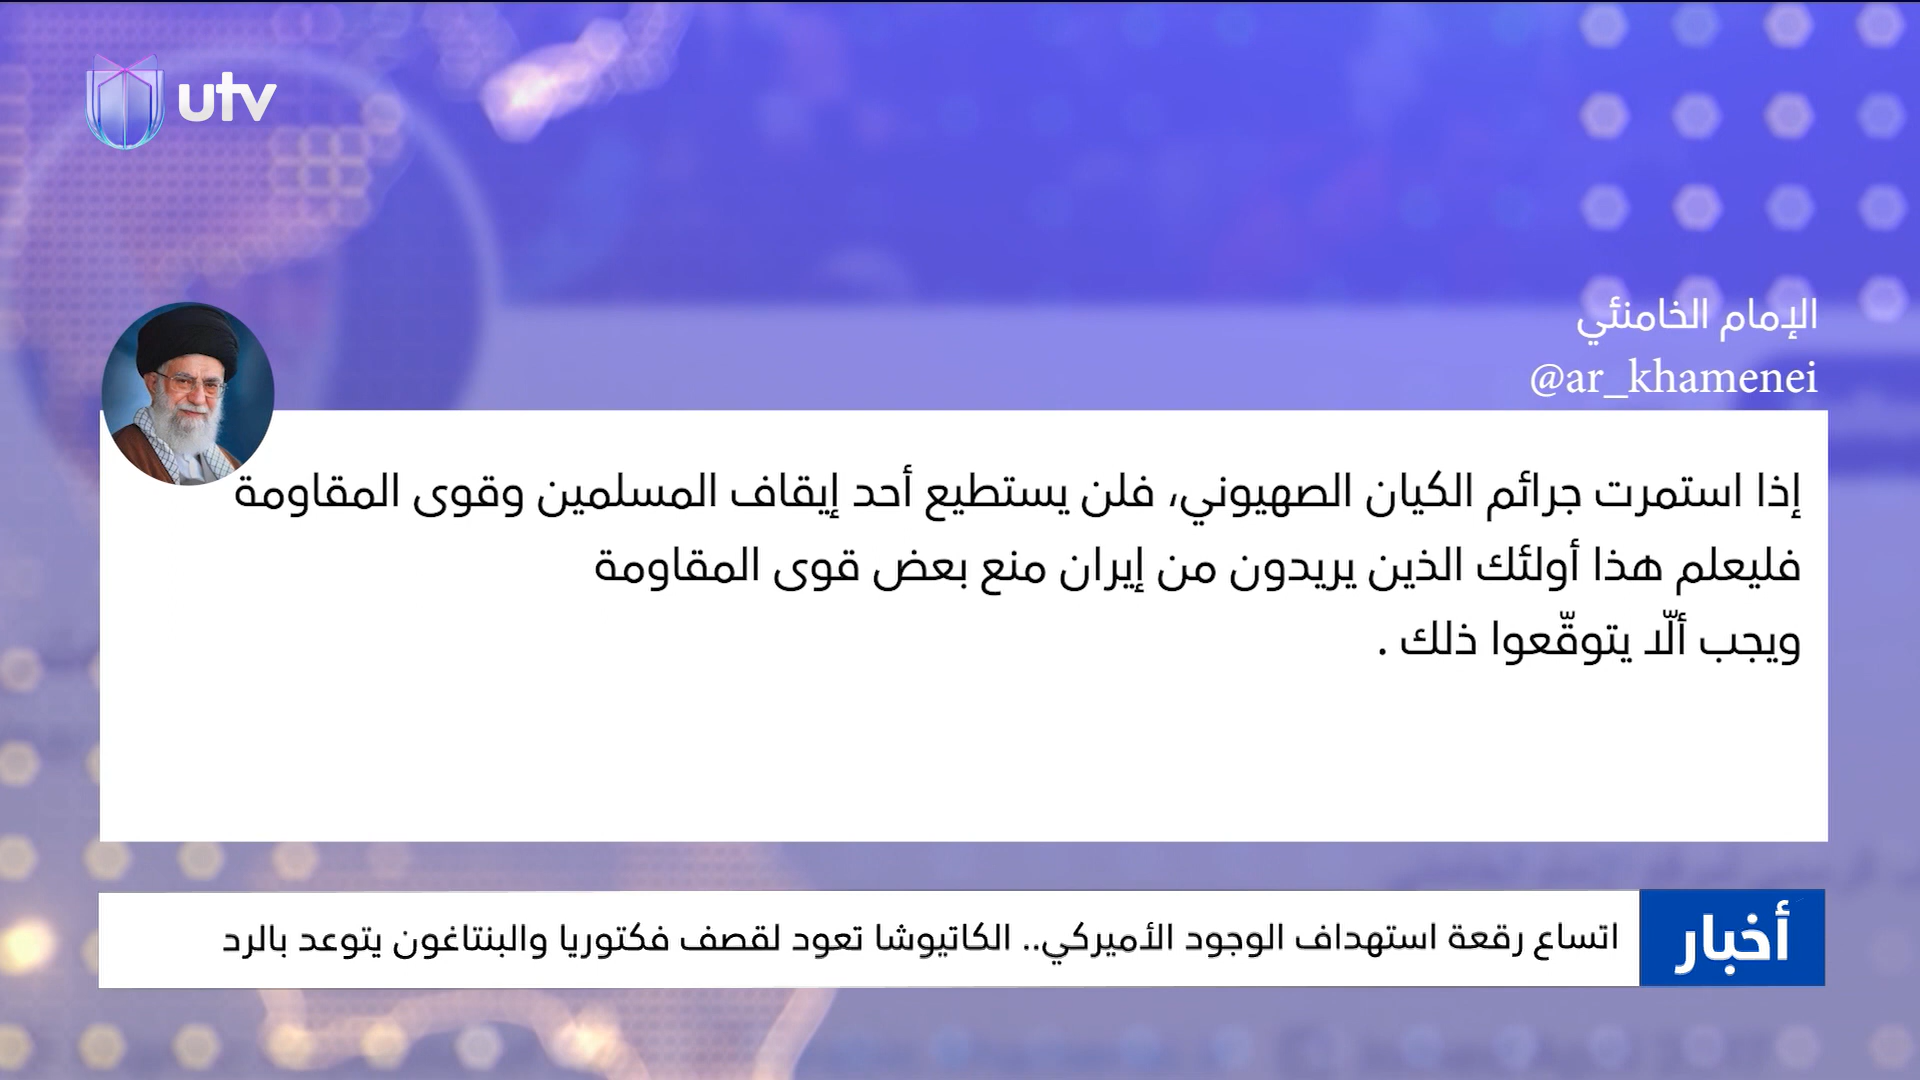 utv
الإمام الخامنئي
@ar_khamenei
إذا استمرت جرائم الكيان الصهيوني، فلن يستطيع أحد إيقاف المسلمين وقوى المقاومة
فليعلم هذا أولئك الذين يريدون من إيران منع بعض قوى المقاومة
ويجب ألّا يتوقّعوا ذلك .
أخبار
اتساع رقعة استهداف الوجود الأميركي.. الكاتيوشا تعود لقصف فكتوريا والبنتاغون يتوعد بالرد